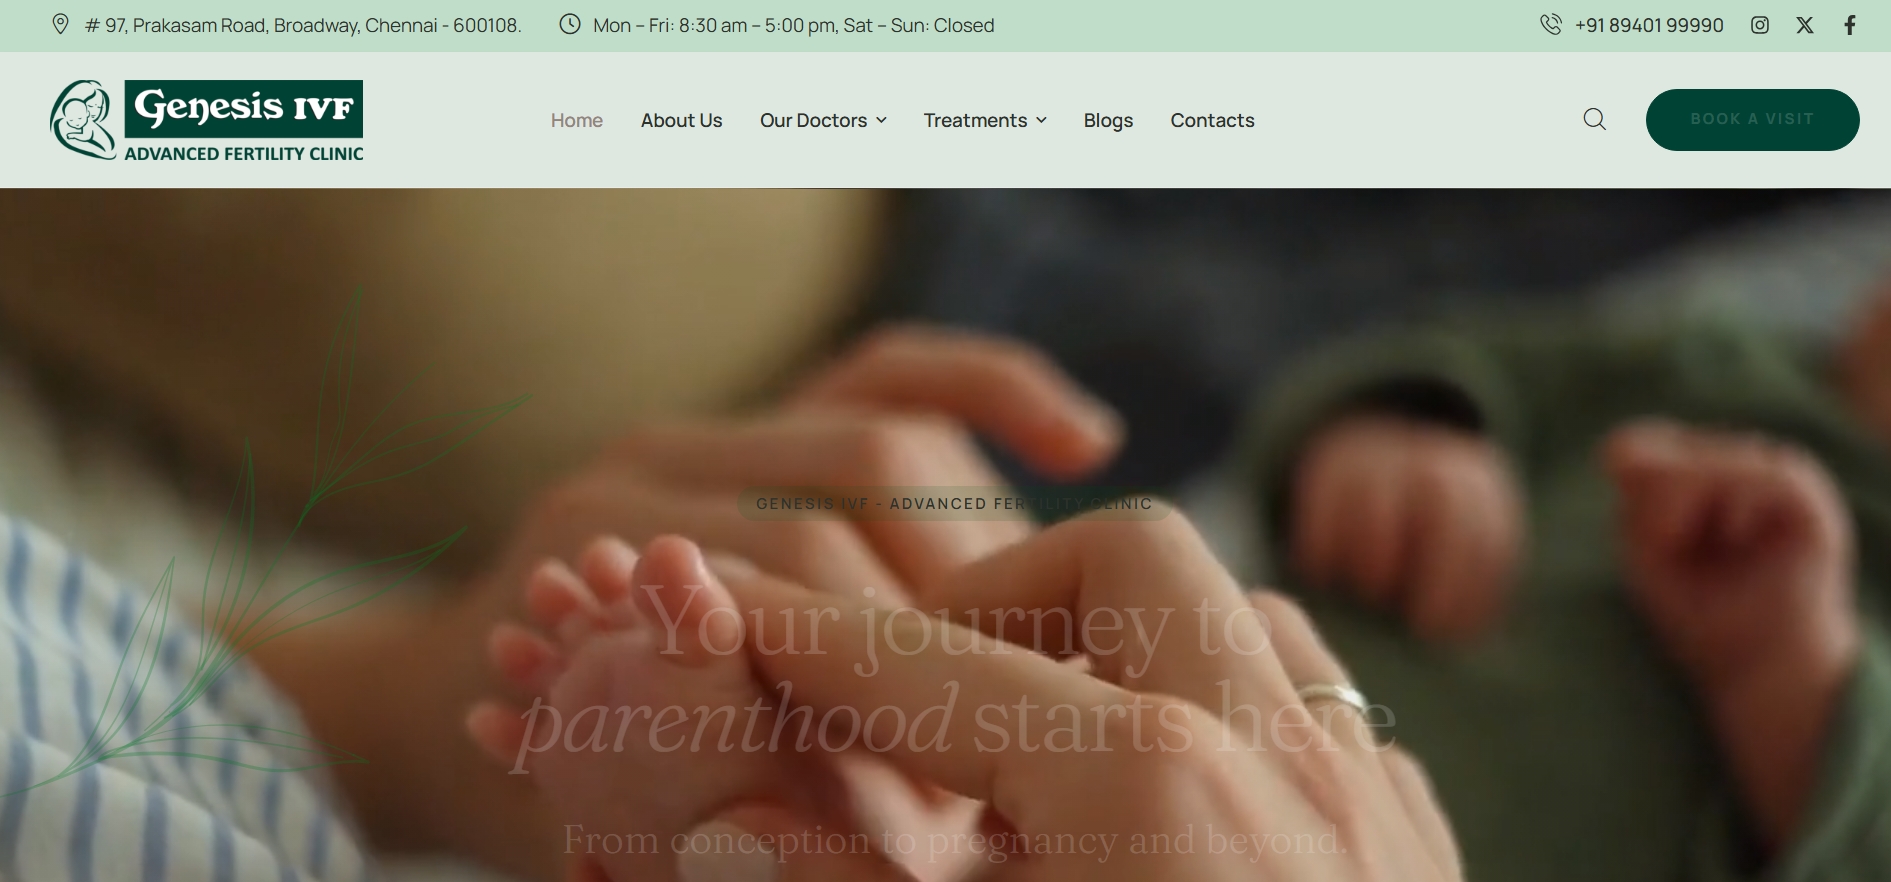 # 97, Prakasam Road, Broadway, Chennai - 600108.
Mon – Fri: 8:30 am – 5:00 pm, Sat – Sun: Closed
+91 89401 99990
Genesis IVF
ADVANCED FERTILITY CLINIC
Home
About Us
Our Doctors
Treatments
Blogs
Contacts
BOOK A VISIT
GENESIS IVF - ADVANCED FERTILITY CLINIC
Your journey to
parenthood starts here
From conception to pregnancy and beyond.